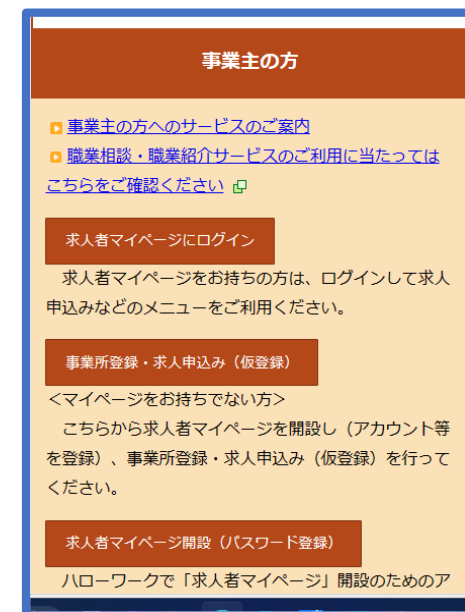 事業主の方
事業主の方へのサービスのご案内
職業相談・職業紹介サービスのご利用に当たっては
こちらをご確認ください
求人者マイページにログイン
求人者マイページをお持ちの方は、ログインして求人
申込みなどのメニューをご利用ください。
事業所登録・求人申込み（仮登録）
＜マイページをお持ちでない方＞
こちらから求人者マイページを開設し（アカウント等
を登録）、事業所登録・求人申込み（仮登録）を行って
ください。
求人者マイページ開設（パスワード登録）
ハローワークで「求人者マイページ」開設のためのア